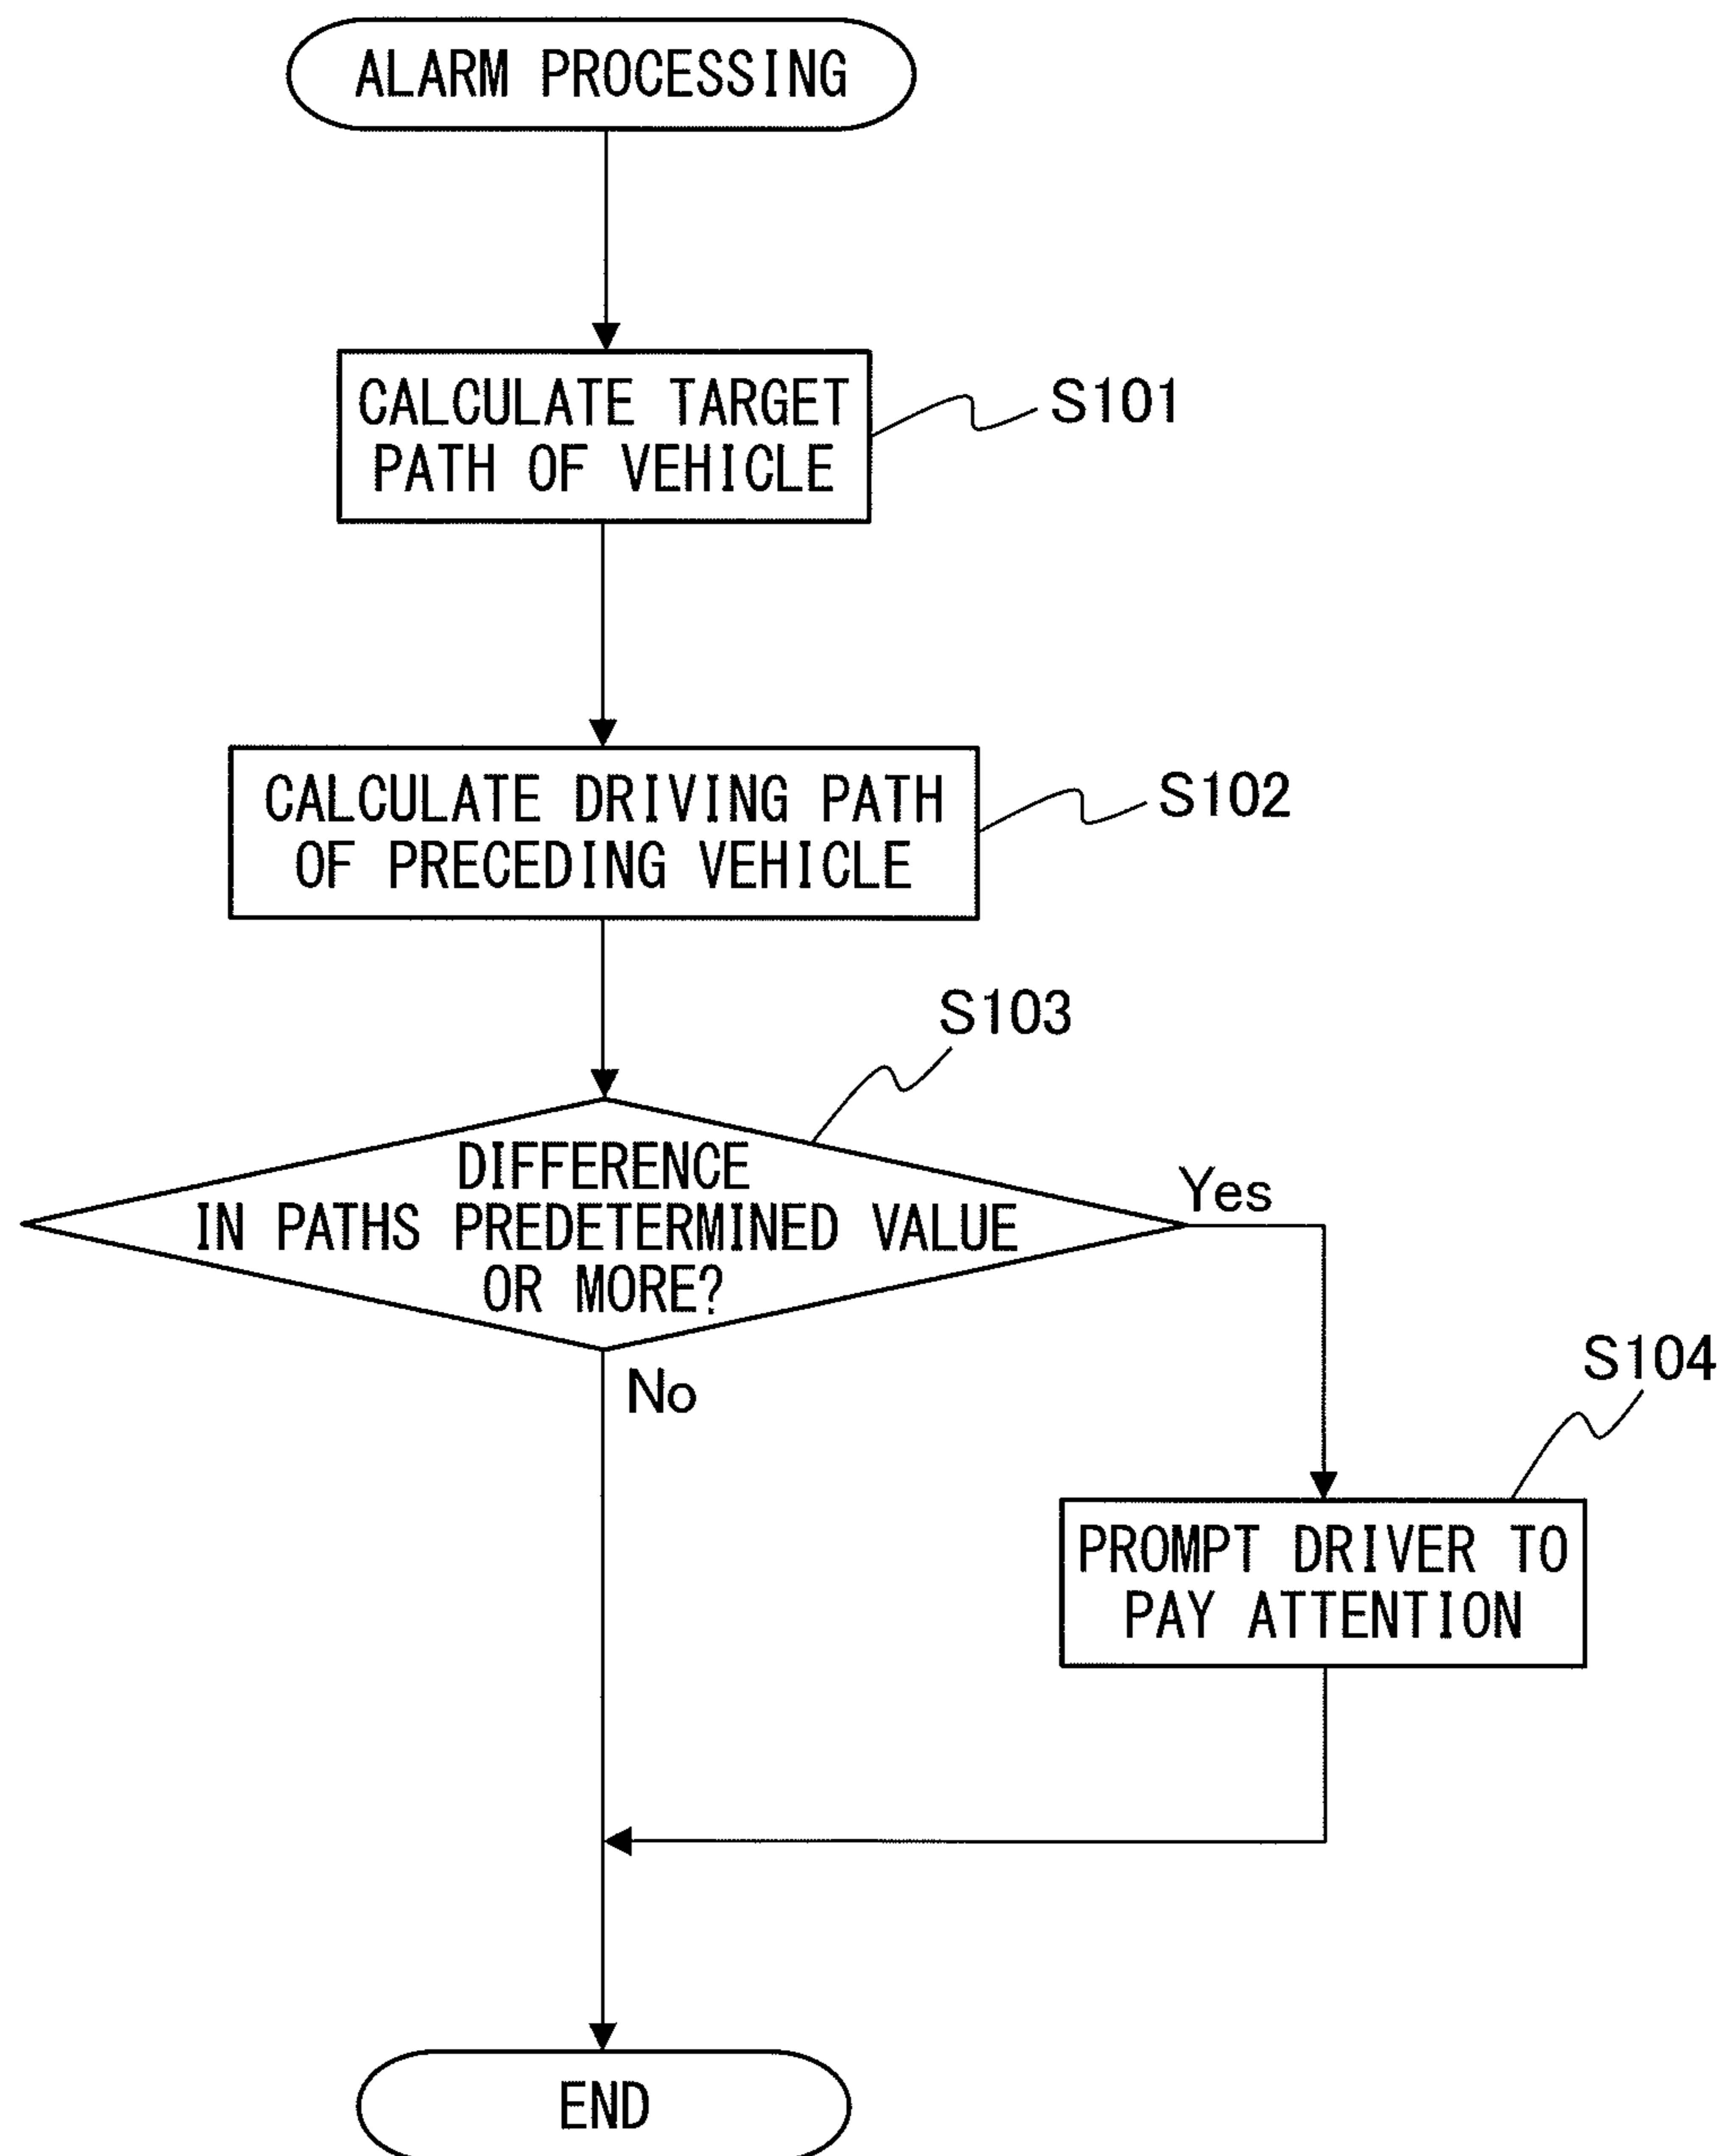 ALARM PROCESSING
CALCULATE TARGET
PATH OF VEHICLE
S101
CALCULATE DRIVING PATH
OF PRECEDING VEHICLE
S102
S103
DIFFERENCE
IN PATHS PREDETERMINED VALUE
OR MORE?
Yes
No
S104
PROMPT DRIVER TO
PAY ATTENTION
END